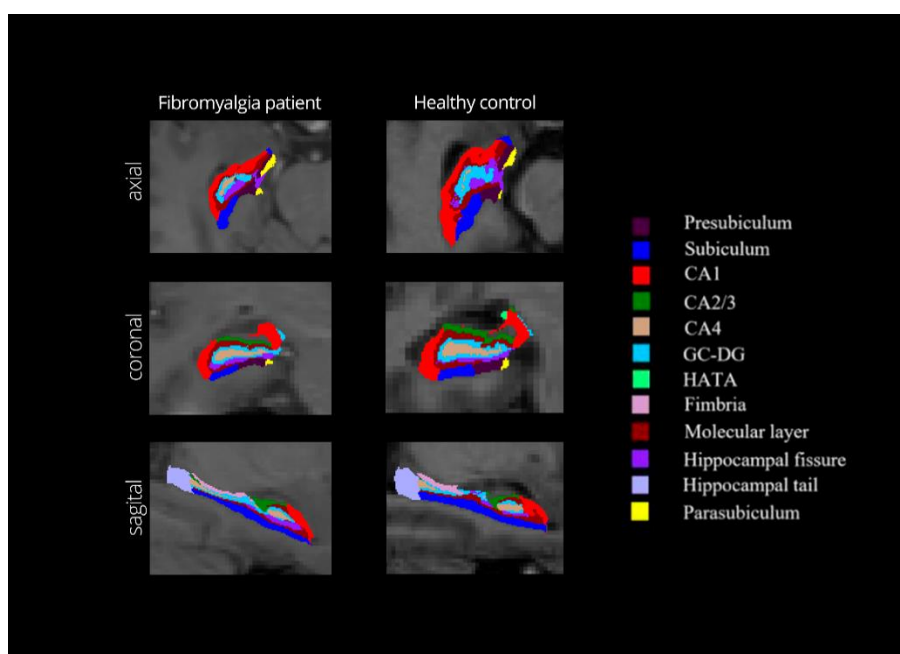 Fibromyalgia patient
Healthy control
axial
coronal
sagital
Presubiculum
Subiculum
CA1
CA2/3
CA4
GC-DG
HATA
Fimbria
Molecular layer
Hippocampal fissure
Hippocampal tail
Parasubiculum